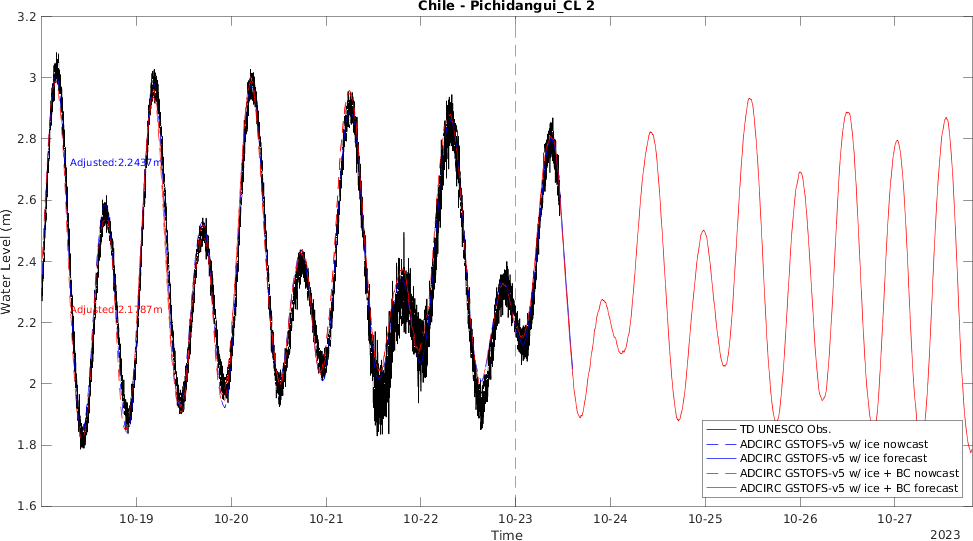 Chile - Pichidangui_CL 2
3.2
3
2.8
2.6
2.4
2.2
2
1.8
1.6
Water Level (m)
Adjusted:2.2437m
Adjusted:2.1787m
TD UNESCO Obs.
ADCIRC GSTOFS-v5 w/ ice nowcast
ADCIRC GSTOFS-v5 w/ ice forecast
ADCIRC GSTOFS-v5 w/ ice + BC nowcast
ADCIRC GSTOFS-v5 w/ ice + BC forecast
10-19 10-20 10-21 10-22 10-23 10-24 10-25 10-26 10-27
Time
2023